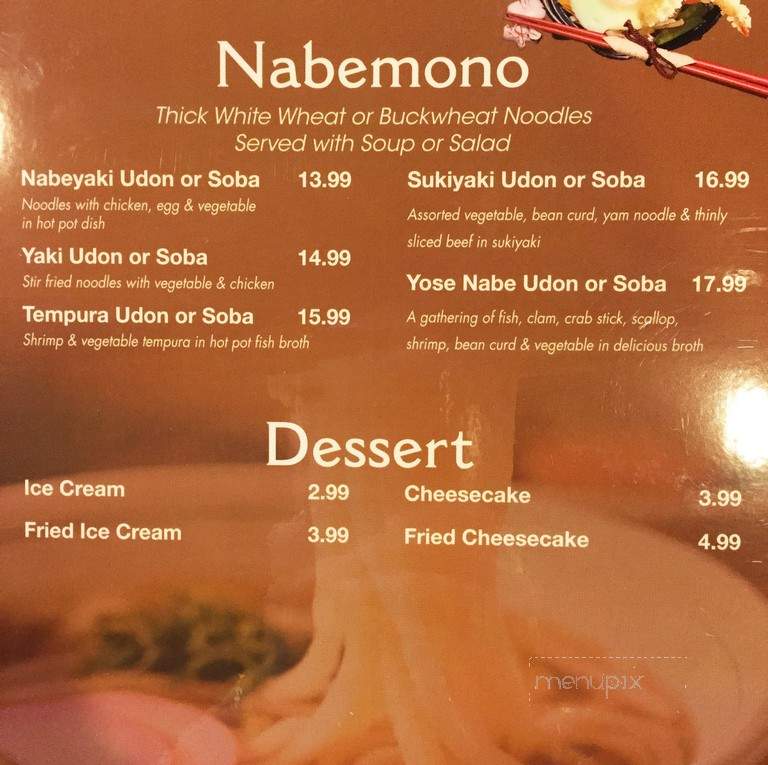 Nabemono
Thick White Wheat or Buckwheat Noodles
Served with Soup or Salad
Nabeyaki Udon or Soba 13.99
Noodles with chicken, egg & vegetable
in hot pot dish
Yaki Udon or Soba 14.99
Stir fried noodles with vegetable & chicken
Tempura Udon or Soba 15.99
Shrimp & vegetable tempura in hot pot fish broth
Sukiyaki Udon or Soba 16.99
Assorted vegetable, bean curd, yam noodle & thinly
sliced beef in sukiyaki
Yose Nabe Udon or Soba 17.99
A gathering of fish, clam, crab stick, scallop,
shrimp, bean curd & vegetable in delicious broth
Dessert
Ice Cream 2.99
Fried Ice Cream 3.99
Cheesecake 3.99
Fried Cheesecake 4.99
menupix